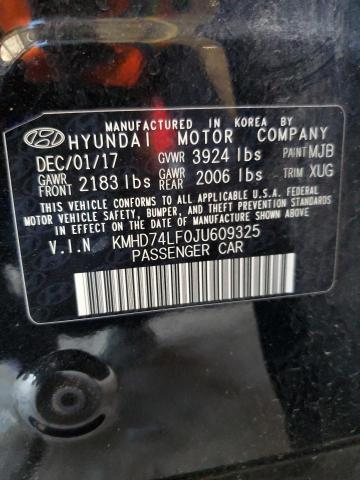 MANUFACTURED IN KOREA BY
HYUNDAI MOTOR COMPANY
DEC/01/17 GVWR 3924 lbs PAINT MJB
GAWR FRONT 2183 lbs GAWR REAR 2006 lbs TRIM XUG
THIS VEHICLE CONFORMS TO ALL APPLICABLE U.S.A. FEDERAL
MOTOR VEHICLE SAFETY, BUMPER, AND THEFT PREVENTION
STANDARDS IN EFFECT ON THE DATE OF MANUFACTURE SHOWN ABOVE.
V.I.N KMHD74LF0JU609325
PASSENGER CAR